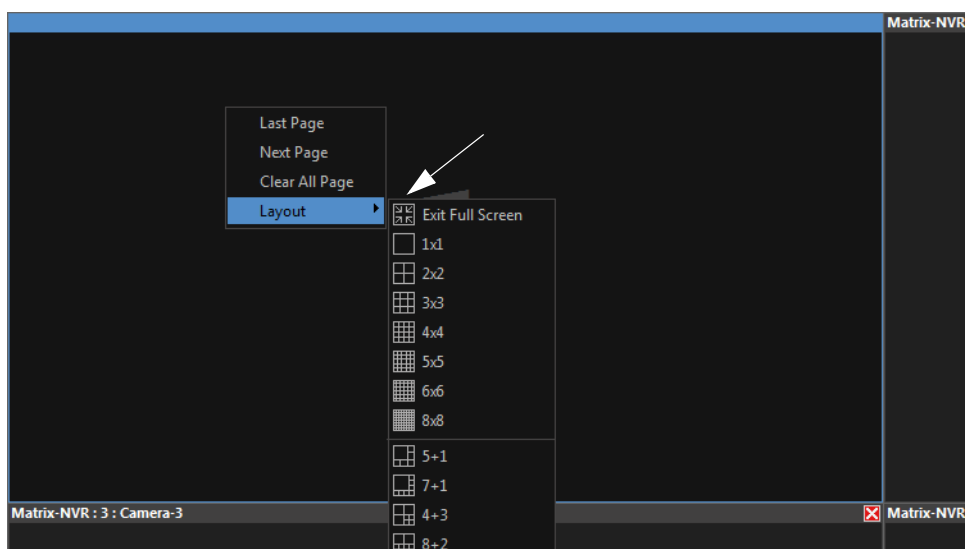 Matrix-NVR
Last Page
Next Page
Clear All Page
Layout
Exit Full Screen
1x1
2x2
3x3
4x4
5x5
6x6
8x8
5+1
7+1
Matrix-NVR : 3 : Camera-3
Matrix-NVR
4+3
8+2